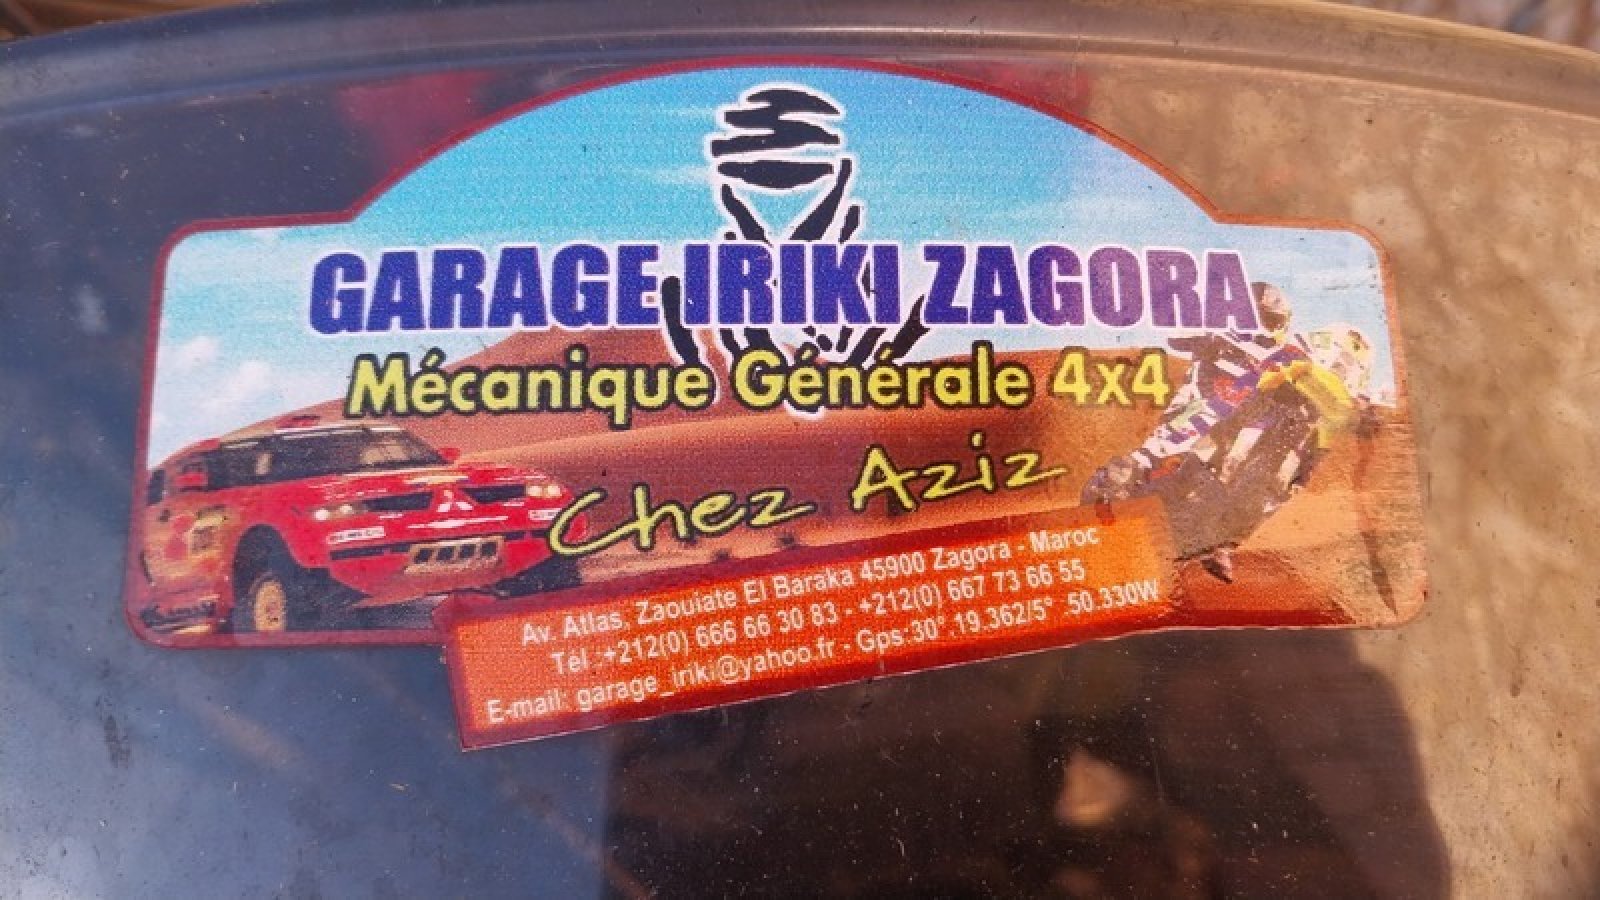 GARAGE IRIKI ZAGORA
Mécanique Générale 4x4
Chez Aziz
Av. Atlas, Zaouiate El Baraka 45900 Zagora - Maroc
Tél :+212(0) 666 66 30 83 - +212(0) 667 73 66 55
E-mail: garage_iriki@yahoo.fr - Gps:30°.19.362/5° .50.330W